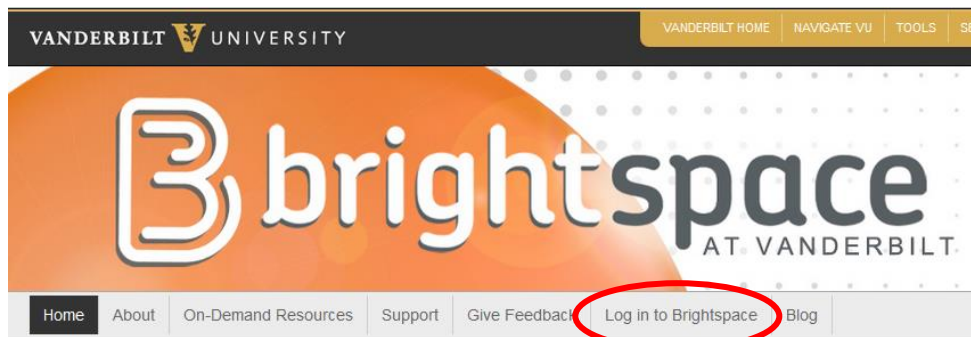 VANDERBILT UNIVERSITY VANDERBILT HOME NAVIGATE VU TOOLS
brightspace
AT VANDERBILT
Home About On-Demand Resources Support Give Feedback Log in to Brightspace Blog